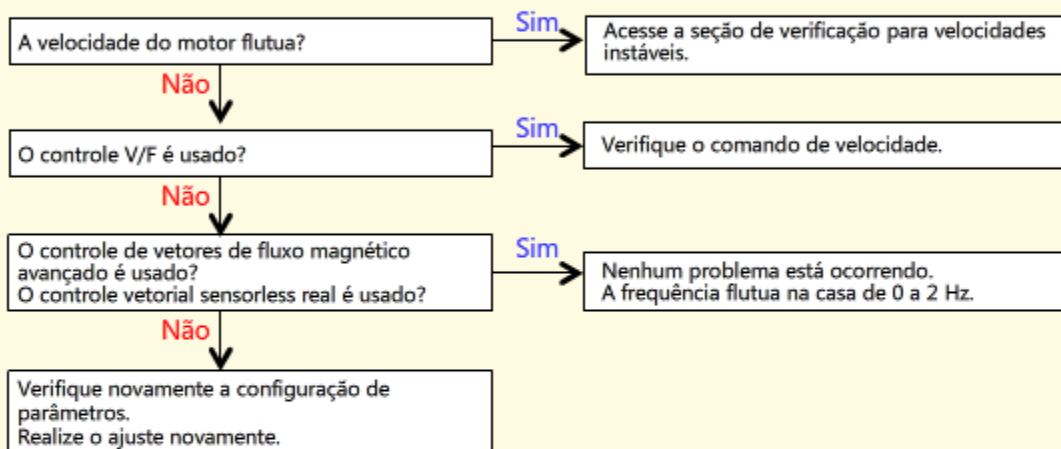 A velocidade do motor flutua?
Sim
Acesse a seção de verificação para velocidades
instáveis.
Não
O controle V/F é usado?
Sim
Verifique o comando de velocidade.
Não
O controle de vetores de fluxo magnético
avançado é usado?
O controle vetorial sensorless real é usado?
Sim
Nenhum problema está ocorrendo.
A frequência flutua na casa de 0 a 2 Hz.
Não
Verifique novamente a configuração de
parâmetros.
Realize o ajuste novamente.